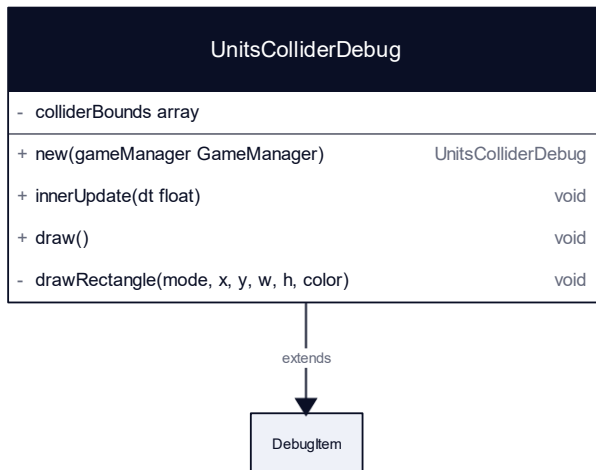 UnitsColliderDebug
- colliderBounds array
+ new(gameManager GameManager) UnitsColliderDebug
+ innerUpdate(dt float) void
+ draw() void
- drawRectangle(mode, x, y, w, h, color) void
extends
DebugItem